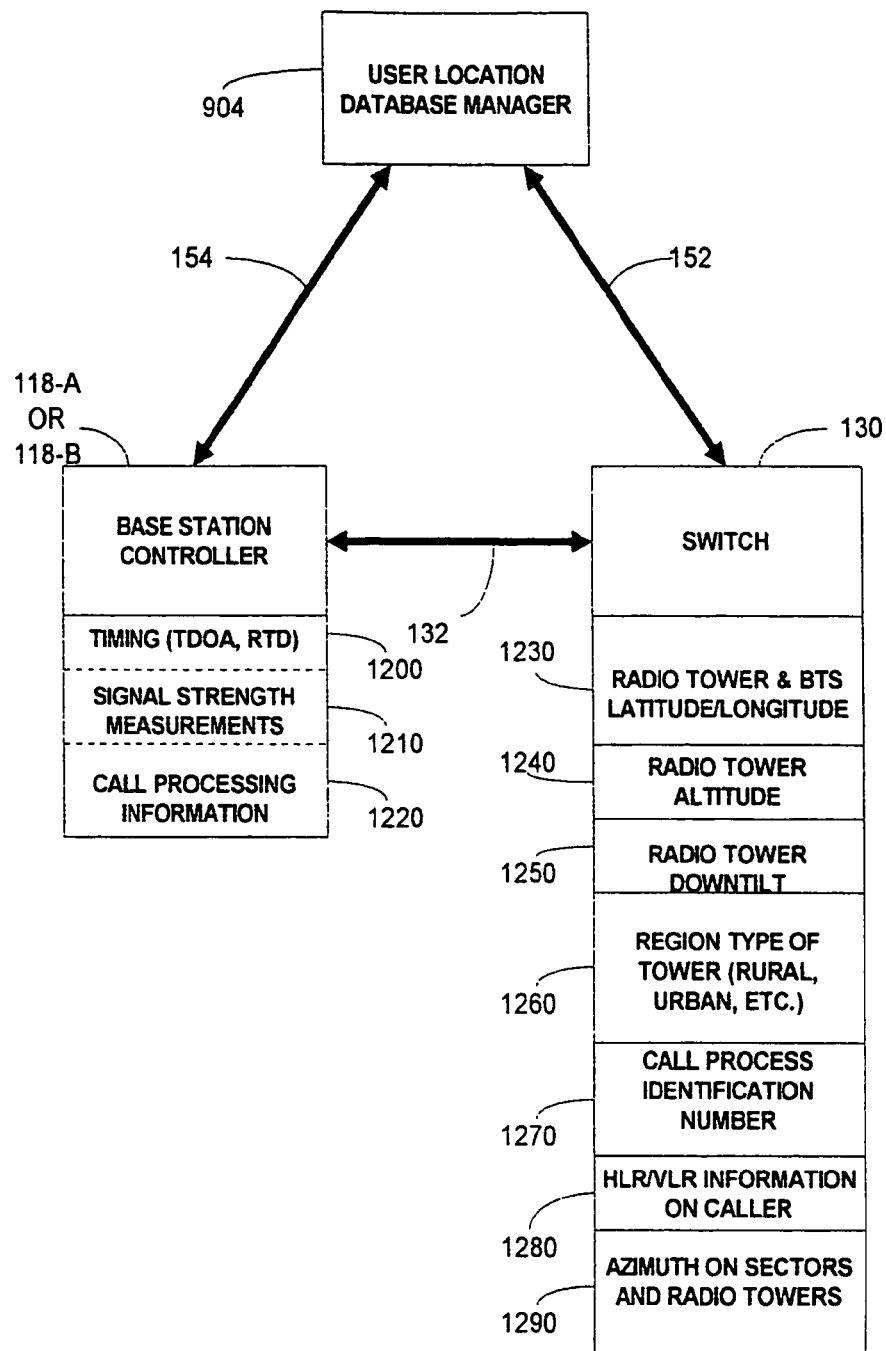 USER LOCATION
DATABASE MANAGER
904
154
152
118-A
OR
118-B
130
BASE STATION
CONTROLLER
SWITCH
132
TIMING (TDOA, RTD)
1200
SIGNAL STRENGTH
MEASUREMENTS
1210
CALL PROCESSING
INFORMATION
1220
1230
RADIO TOWER & BTS
LATITUDE/LONGITUDE
1240
RADIO TOWER
ALTITUDE
1250
RADIO TOWER
DOWNTILT
REGION TYPE OF
TOWER (RURAL,
URBAN, ETC.)
1260
CALL PROCESS
IDENTIFICATION
NUMBER
1270
HLR/VLR INFORMATION
ON CALLER
1280
AZIMUTH ON SECTORS
AND RADIO TOWERS
1290